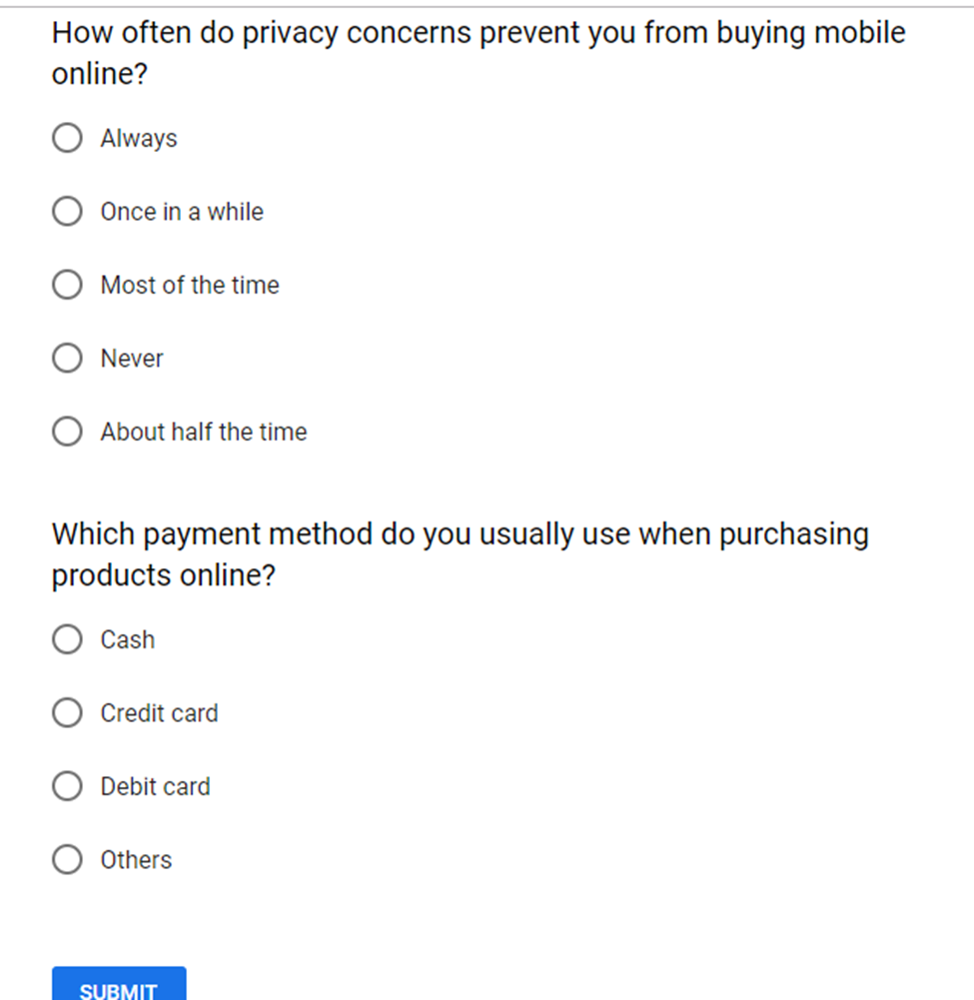 How often do privacy concerns prevent you from buying mobile
online?
Always
Once in a while
Most of the time
Never
About half the time
Which payment method do you usually use when purchasing
products online?
Cash
Credit card
Debit card
Others
SUBMIT